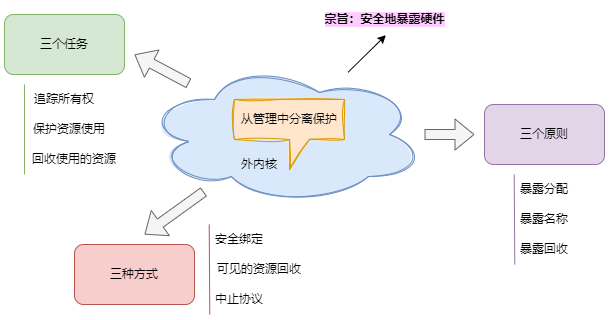 宗旨：安全地暴露硬件
三个任务
追踪所有权
保护资源使用
回收使用的资源
从管理中分离保护
外内核
三个原则
暴露分配
暴露名称
暴露回收
三种方式
安全绑定
可见的资源回收
中止协议